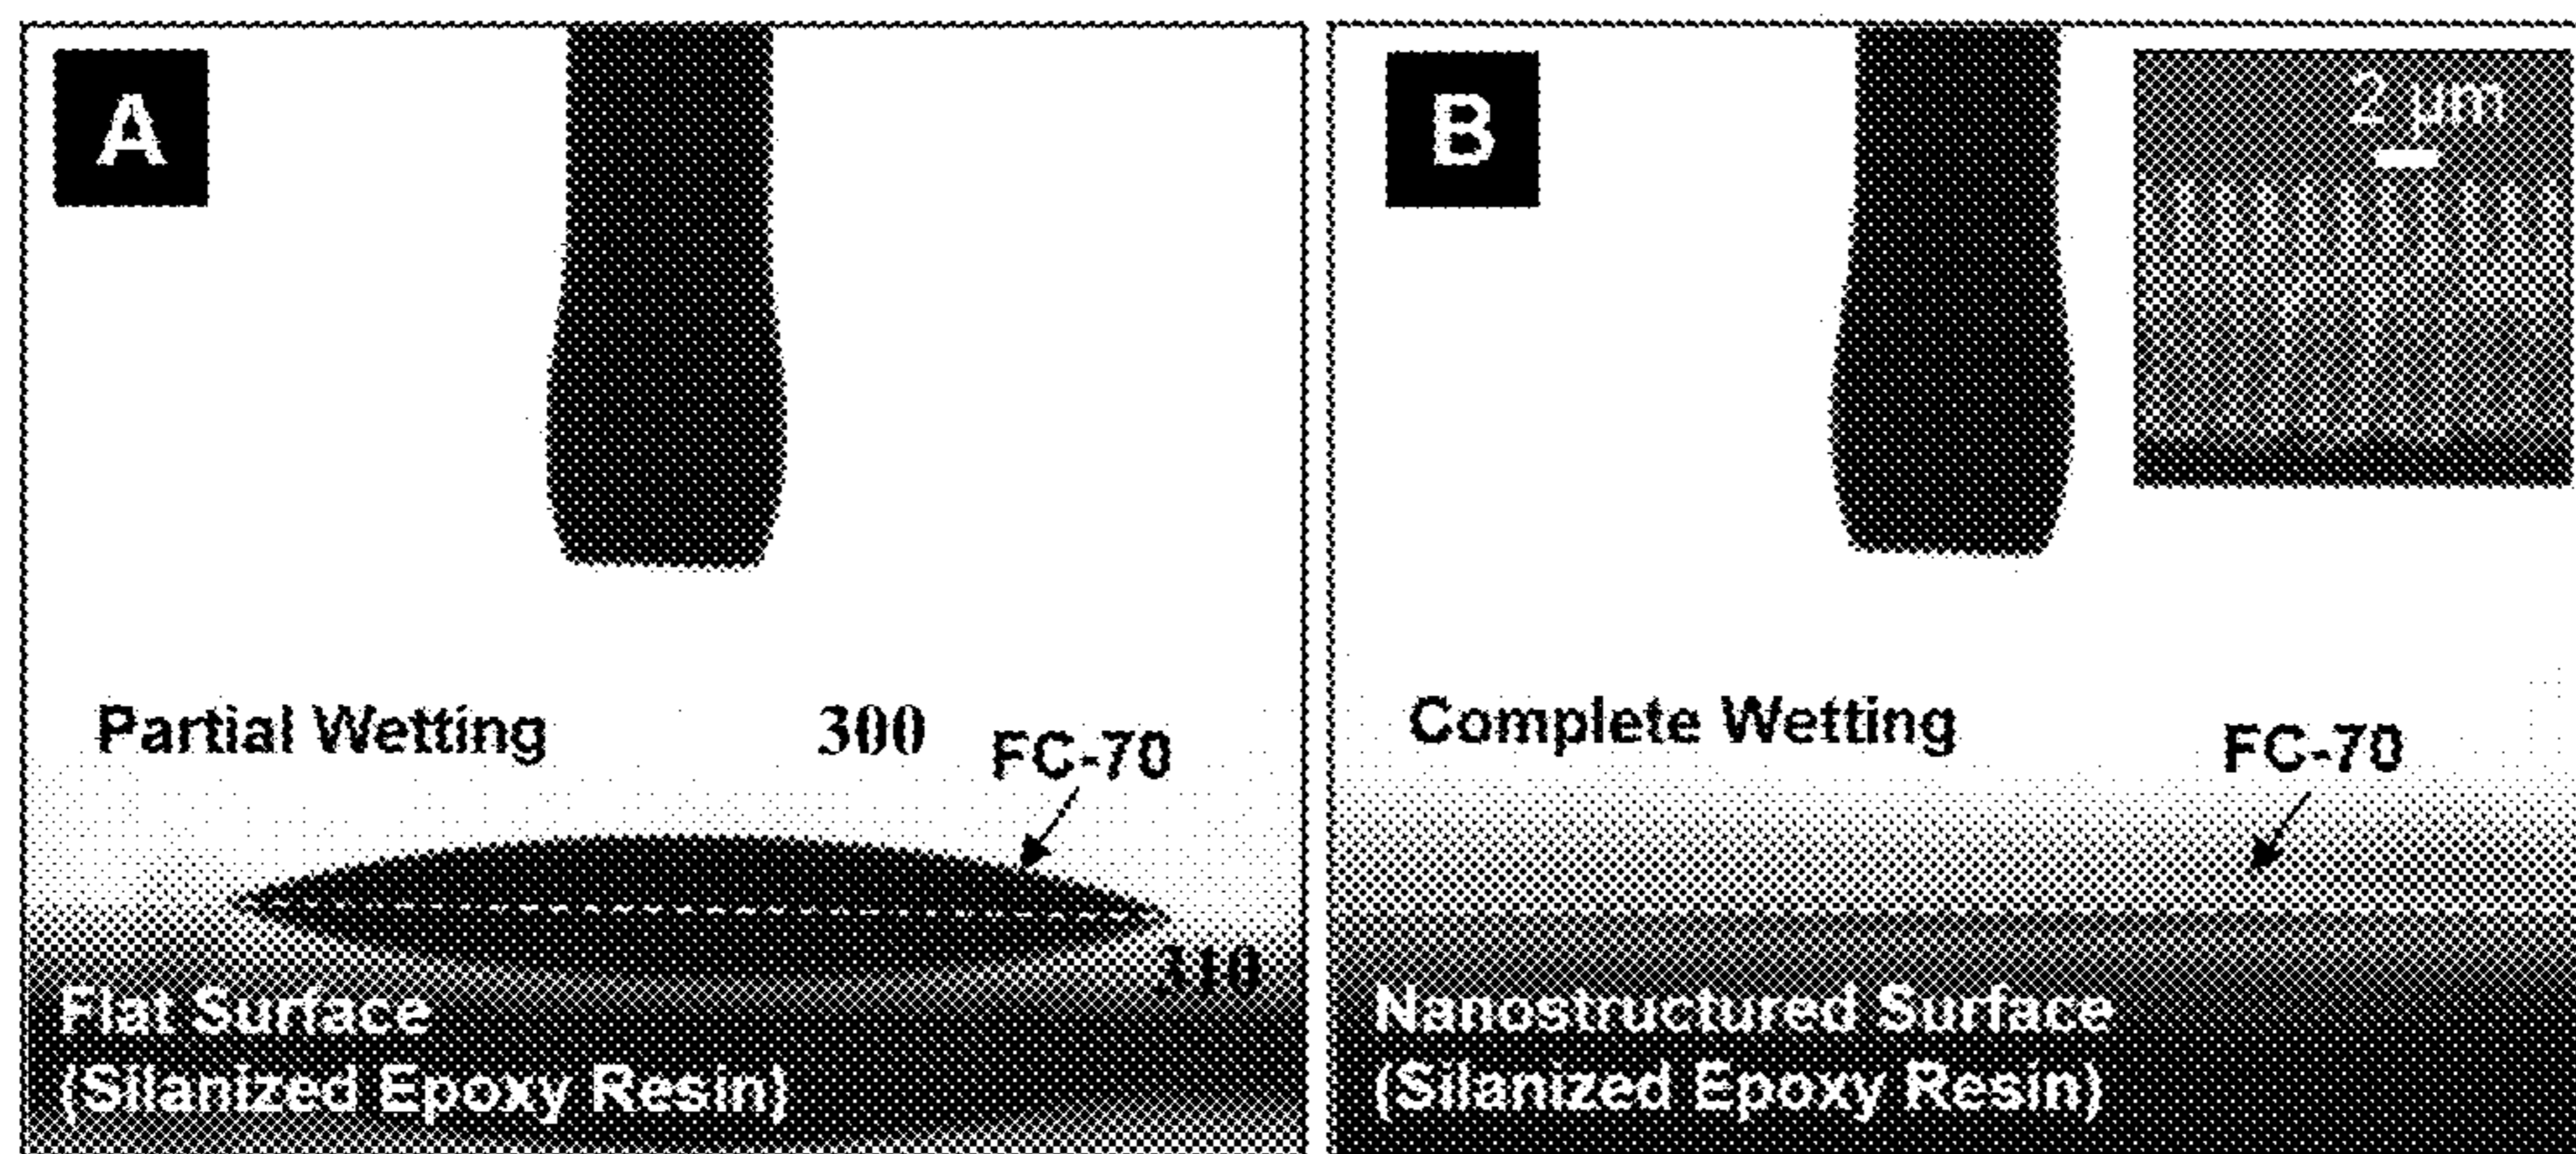 A
Partial Wetting
300
FC-70
310
Flat Surface
(Silanized Epoxy Resin)
B
2 µm
Complete Wetting
FC-70
Nanostructured Surface
(Silanized Epoxy Resin)